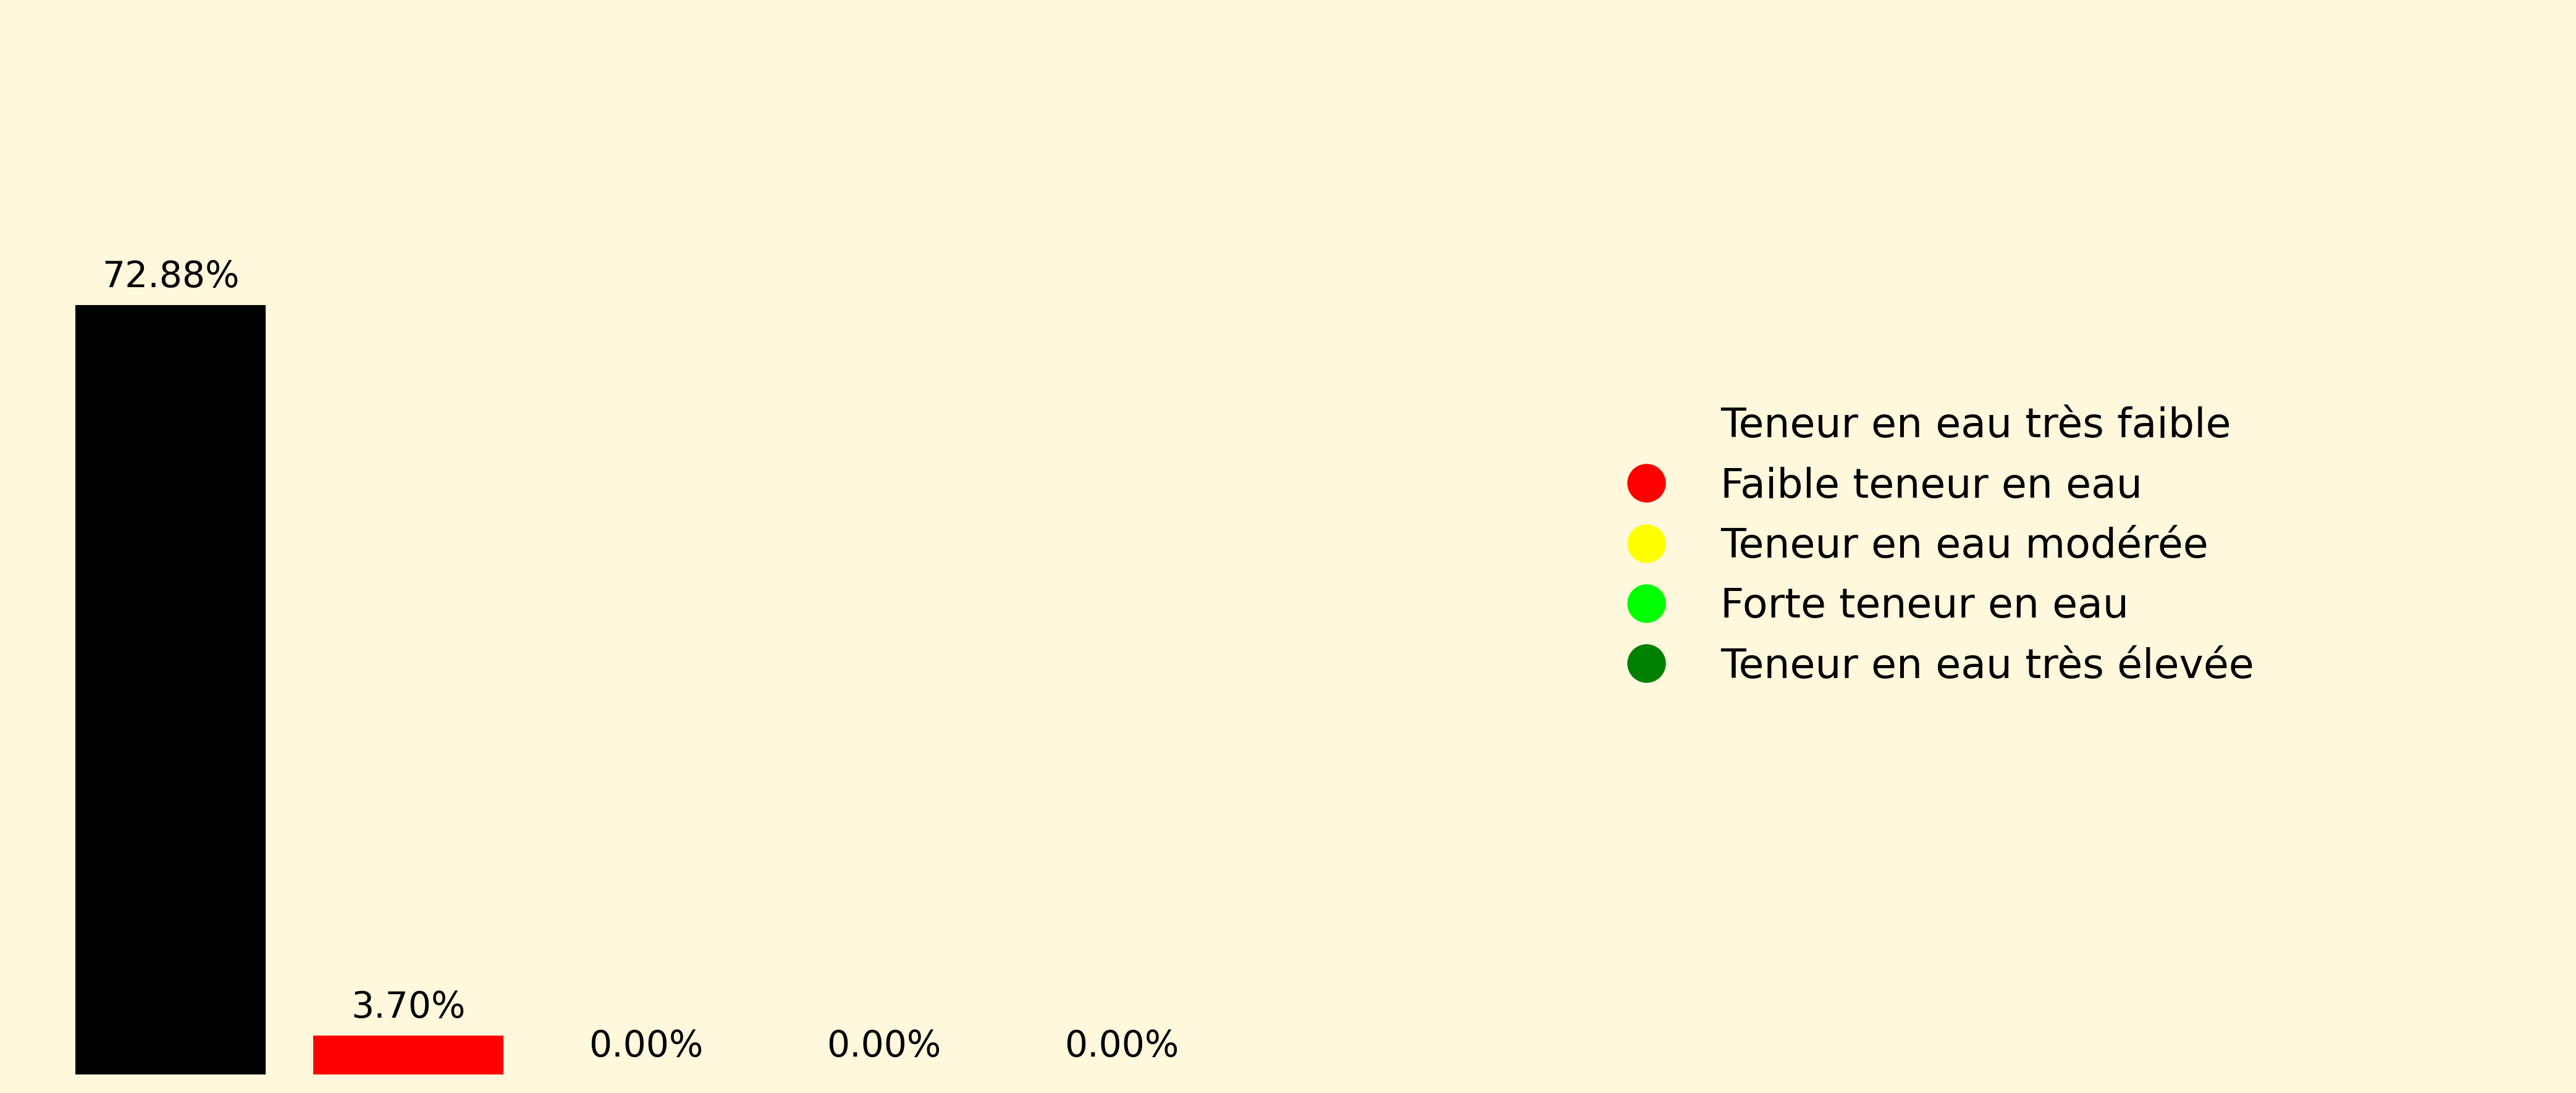 72.88%
3.70%
0.00%
0.00%
0.00%
Teneur en eau très faible
Faible teneur en eau
Teneur en eau modérée
Forte teneur en eau
Teneur en eau très élevée